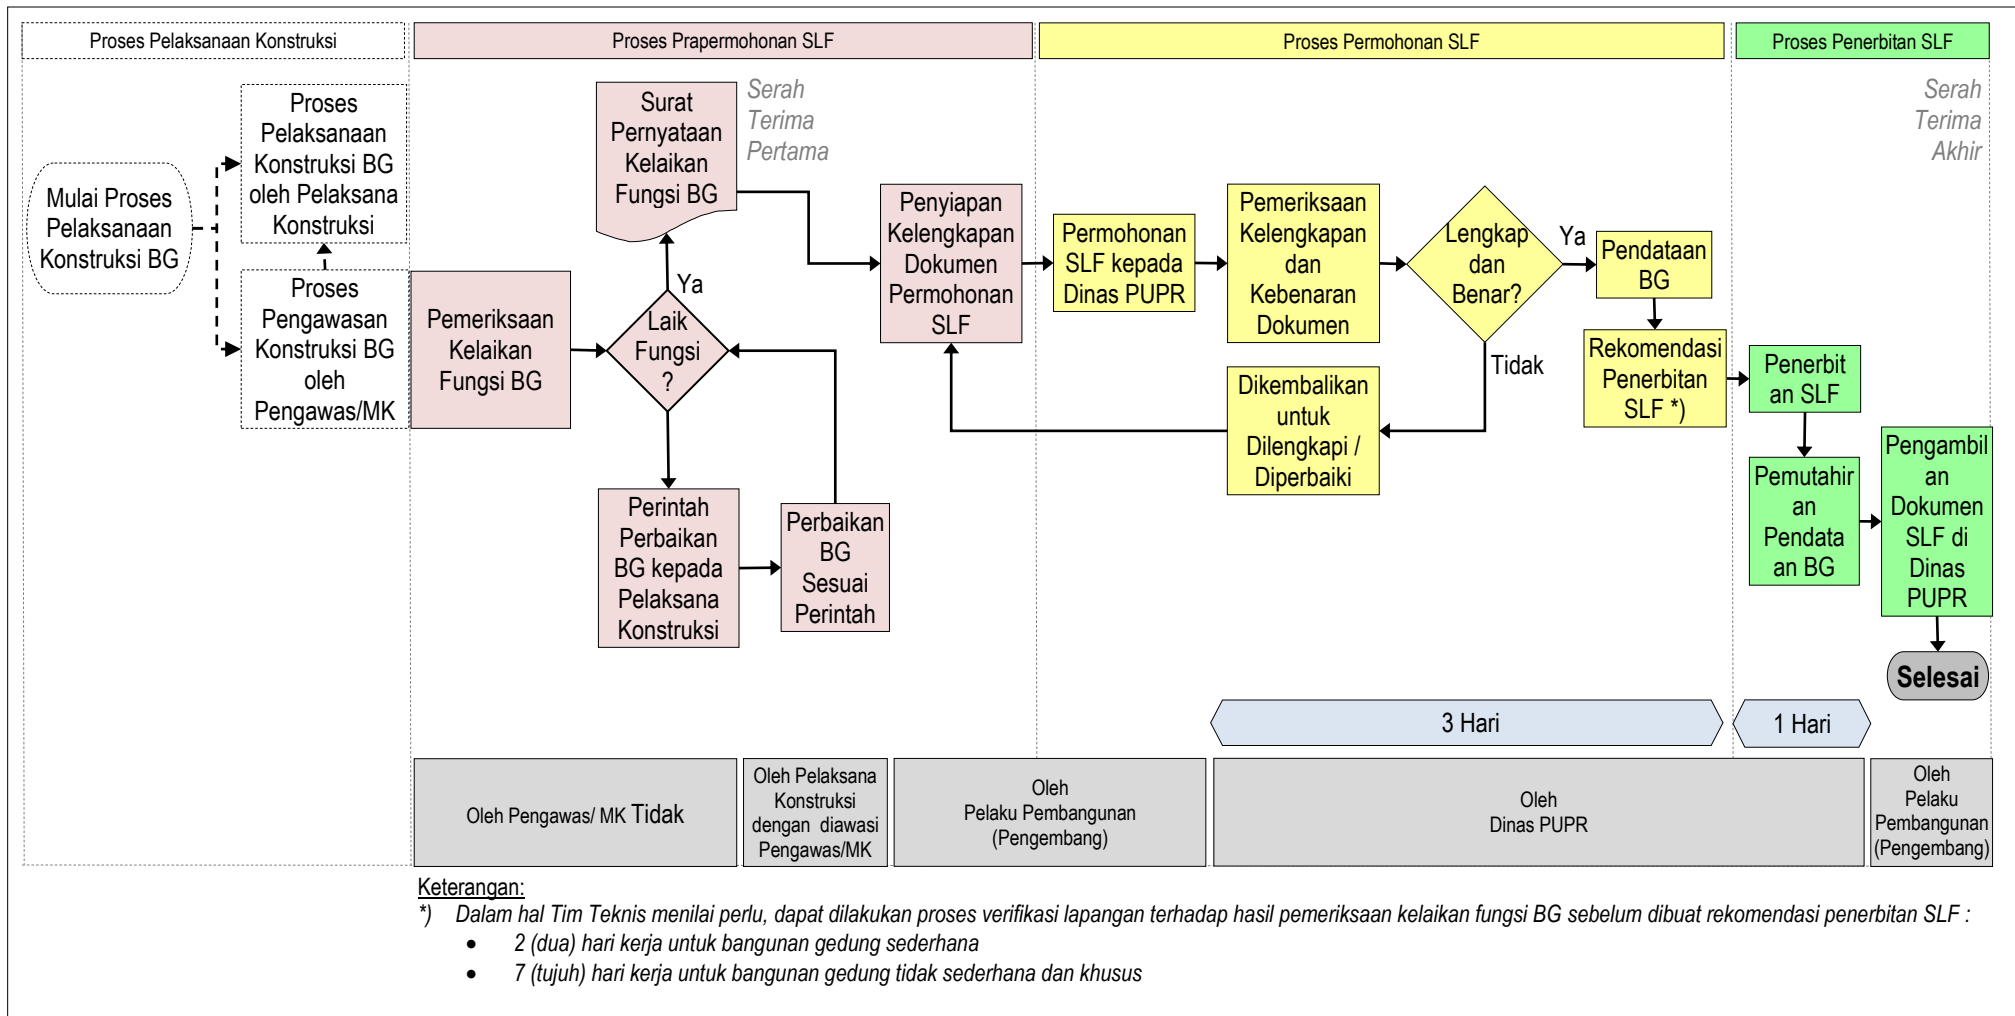 Proses Pelaksanaan Konstruksi
Proses Prapermohonan SLF
Proses Permohonan SLF
Proses Penerbitan SLF
Mulai Proses
Pelaksanaan
Konstruksi BG
Proses
Pelaksanaan
Konstruksi BG
oleh Pelaksana
Konstruksi
Proses
Pengawasan
Konstruksi BG
oleh
Pengawas/MK
Pemeriksaan
Kelaikan
Fungsi BG
Surat
Pernyataan
Kelaikan
Fungsi BG
Serah
Terima
Pertama
Ya
Laik
Fungsi
?
Perintah
Perbaikan
BG kepada
Pelaksana
Konstruksi
Perbaikan
BG
Sesuai
Perintah
Penyiapan
Kelengkapan
Dokumen
Permohonan
SLF
Permohonan
SLF kepada
Dinas PUPR
Pemeriksaan
Kelengkapan
dan
Kebenaran
Dokumen
Lengkap
dan
Benar?
Ya
Tidak
Dikembalikan
untuk
Dilengkapi /
Diperbaiki
Pendataan
BG
Rekomendasi
Penerbitan
SLF *)
Serah
Terima
Akhir
Penerbit
an SLF
Pemutahir
an
Pendata
an BG
Pengambil
an
Dokumen
SLF di
Dinas
PUPR
Selesai
3 Hari
1 Hari
Oleh Pengawas/ MK Tidak
Oleh Pelaksana
Konstruksi
dengan diawasi
Pengawas/MK
Oleh
Pelaku Pembangunan
(Pengembang)
Oleh
Dinas PUPR
Oleh
Pelaku
Pembangunan
(Pengembang)
Keterangan:
*) Dalam hal Tim Teknis menilai perlu, dapat dilakukan proses verifikasi lapangan terhadap hasil pemeriksaan kelaikan fungsi BG sebelum dibuat rekomendasi penerbitan SLF :
• 2 (dua) hari kerja untuk bangunan gedung sederhana
• 7 (tujuh) hari kerja untuk bangunan gedung tidak sederhana dan khusus